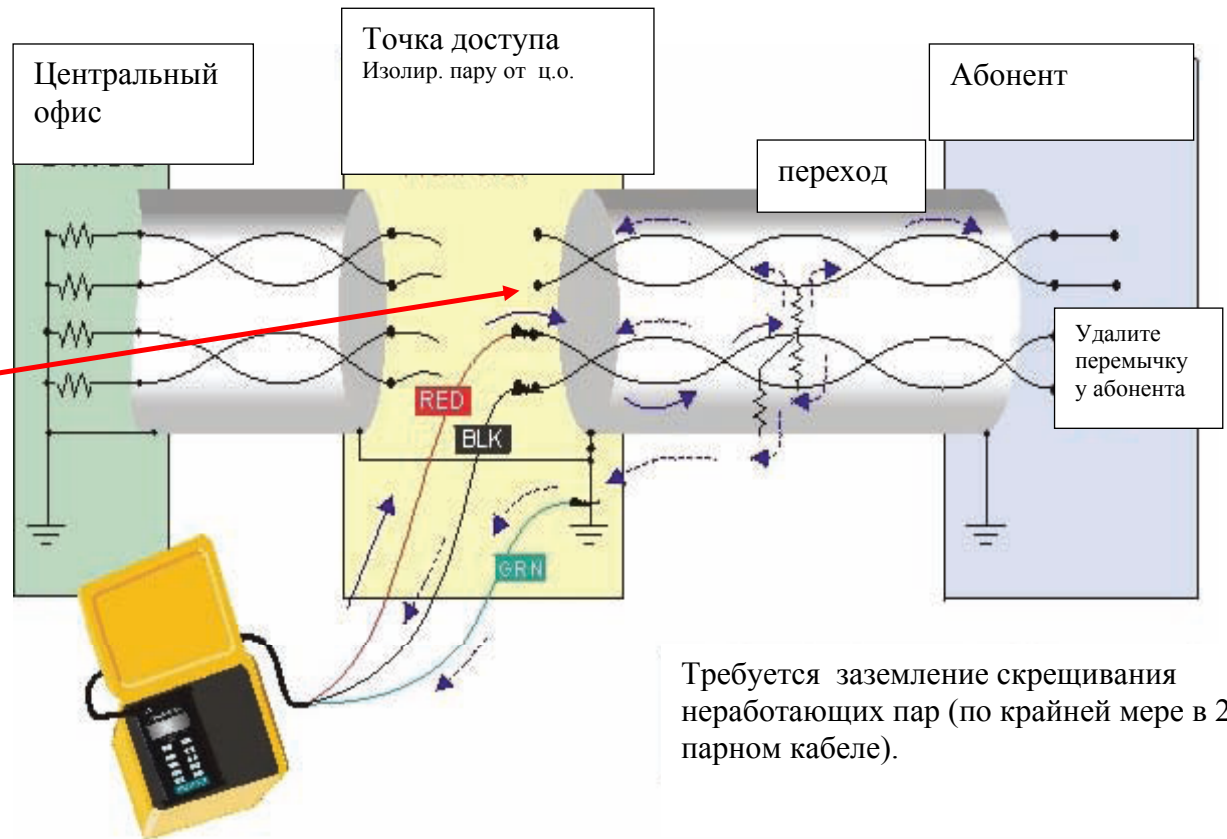 Центральный
офис
Точка доступа
Изолир. пару от ц.о.
Абонент
переход
Удалите
перемычку
у абонента
RED
BLK
GRN
Требуется заземление скрещивания
неработающих пар (по крайней мере в 2
парном кабеле).